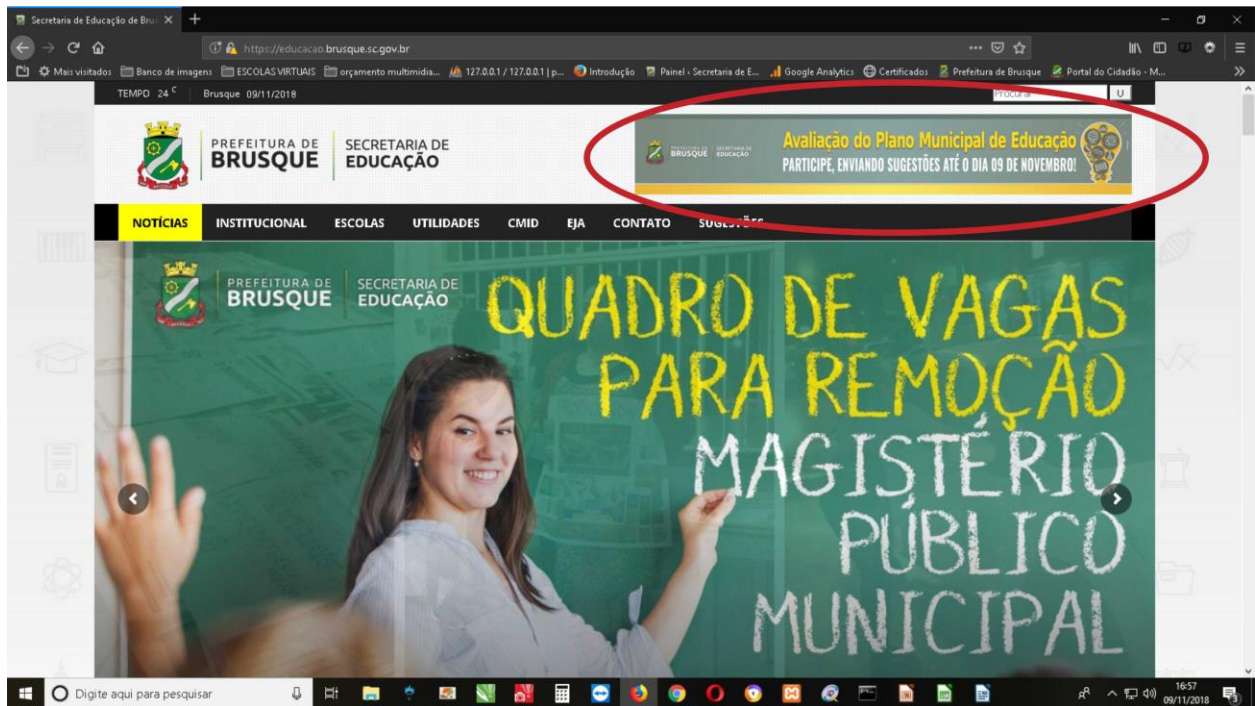 Secretaria de Educação de Bru
https://educacao.brusque.sc.gov.br
Mais visitados Banco de imagens ESCOLAS VIRTUAIS orçamento multimidia... 127.0.0.1 / 127.0.0.1 | p... Introdução Painel ‹ Secretaria de E... Google Analytics Certificados Prefeitura de Brusque Portal do Cidadão - M...
TEMPO 24 C Brusque 09/11/2018 Procurar U
PREFEITURA DE BRUSQUE
SECRETARIA DE EDUCAÇÃO
BRUSQUE EDUCAÇÃO
Avaliação do Plano Municipal de Educação
PARTICIPE, ENVIANDO SUGESTÕES ATÉ O DIA 09 DE NOVEMBRO!
NOTÍCIAS INSTITUCIONAL ESCOLAS UTILIDADES CMID EJA CONTATO SUGESTÕES
PREFEITURA DE BRUSQUE
SECRETARIA DE EDUCAÇÃO
QUADRO DE VAGAS
PARA REMOÇÃO
MAGISTÉRIO
PÚBLICO
MUNICIPAL
Digite aqui para pesquisar
16:57
09/11/2018